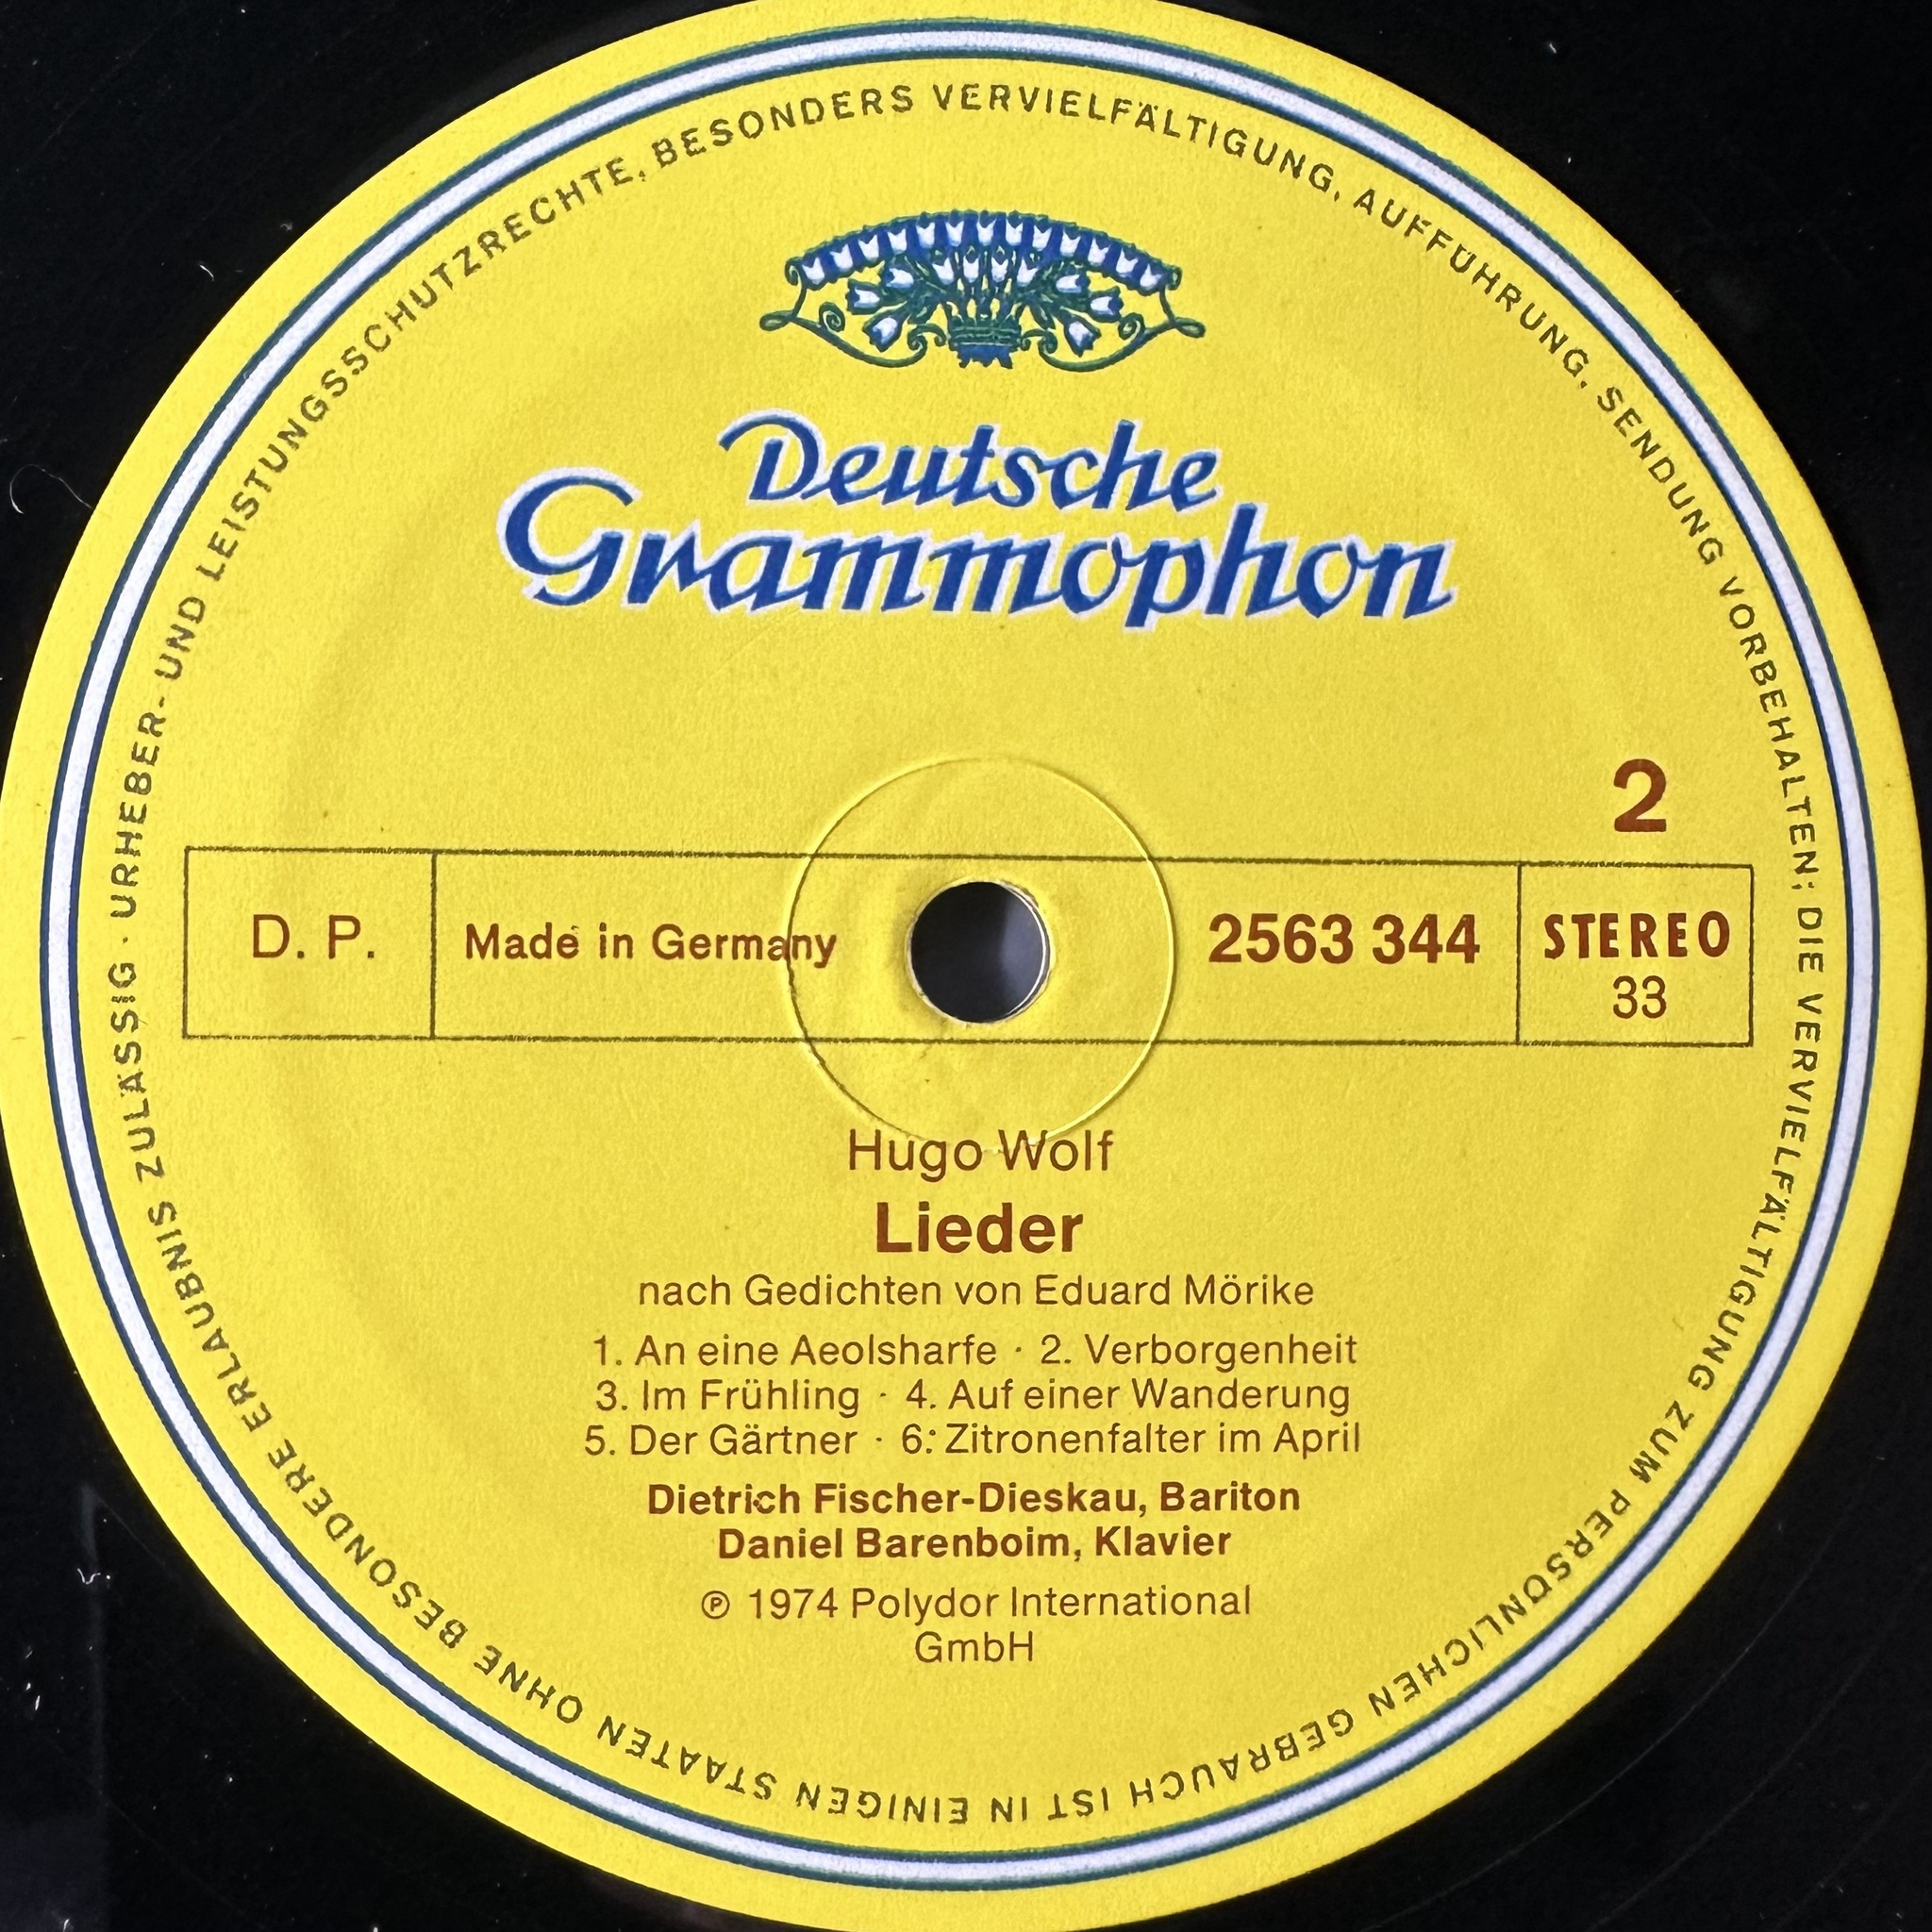 URHEBER- UND LEISTUNGSSCHUTZRECHTE, BESONDERS VERVIELFÄLTIGUNG, AUFFÜHRUNG, SENDUNG VORBEHALTEN; DIE VERVIELFÄLTIGUNG ZUM PERSÖNLICHEN GEBRAUCH IST IN EINIGEN STAATEN OHNE BESONDERE ERLAUBNIS ZULÄSSIG ·
Deutsche
Grammophon
2
D. P. Made in Germany 2563 344 STEREO
33
Hugo Wolf
Lieder
nach Gedichten von Eduard Mörike
1. An eine Aeolsharfe · 2. Verborgenheit
3. Im Frühling · 4. Auf einer Wanderung
5. Der Gärtner · 6. Zitronenfalter im April
Dietrich Fischer-Dieskau, Bariton
Daniel Barenboim, Klavier
℗ 1974 Polydor International
GmbH